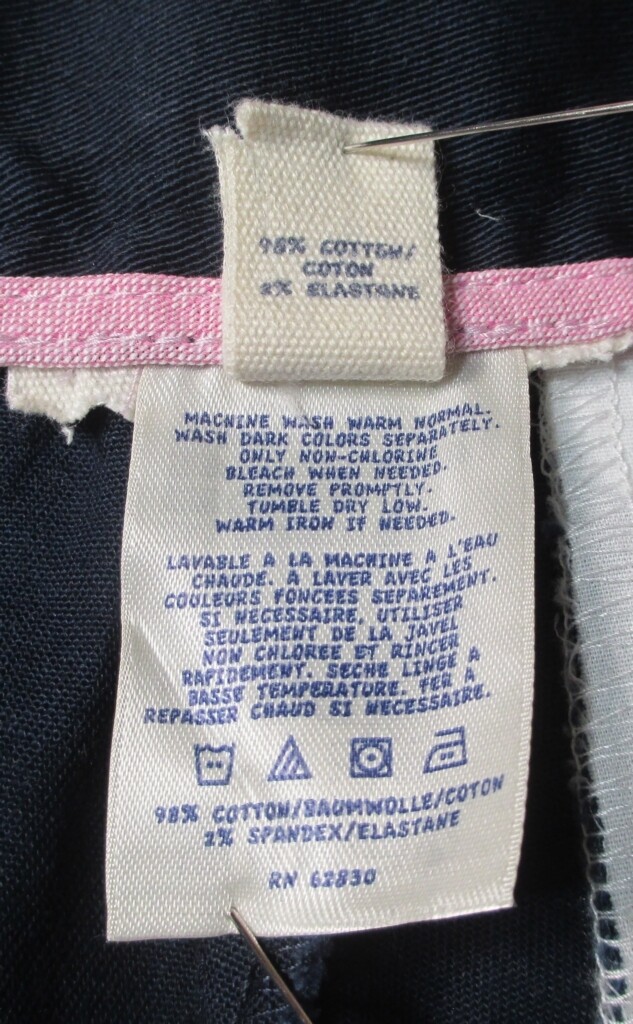 98% COTTON/
COTON
2% ELASTANE
MACHINE WASH WARM NORMAL.
WASH DARK COLORS SEPARATELY.
ONLY NON-CHLORINE
BLEACH WHEN NEEDED.
REMOVE PROMPTLY.
TUMBLE DRY LOW.
WARM IRON IF NEEDED.
LAVABLE A LA MACHINE A L'EAU
CHAUDE. A LAVER AVEC LES
COULEURS FONCEES SEPAREMENT.
SI NECESSAIRE, UTILISER
SEULEMENT DE LA JAVEL
NON CHLOREE ET RINCER
RAPIDEMENT. SECHE LINGE A
BASSE TEMPERATURE. FER A
REPASSER CHAUD SI NECESSAIRE.
98% COTTON/BAUMWOLLE/COTON
2% SPANDEX/ELASTANE
RN 62830